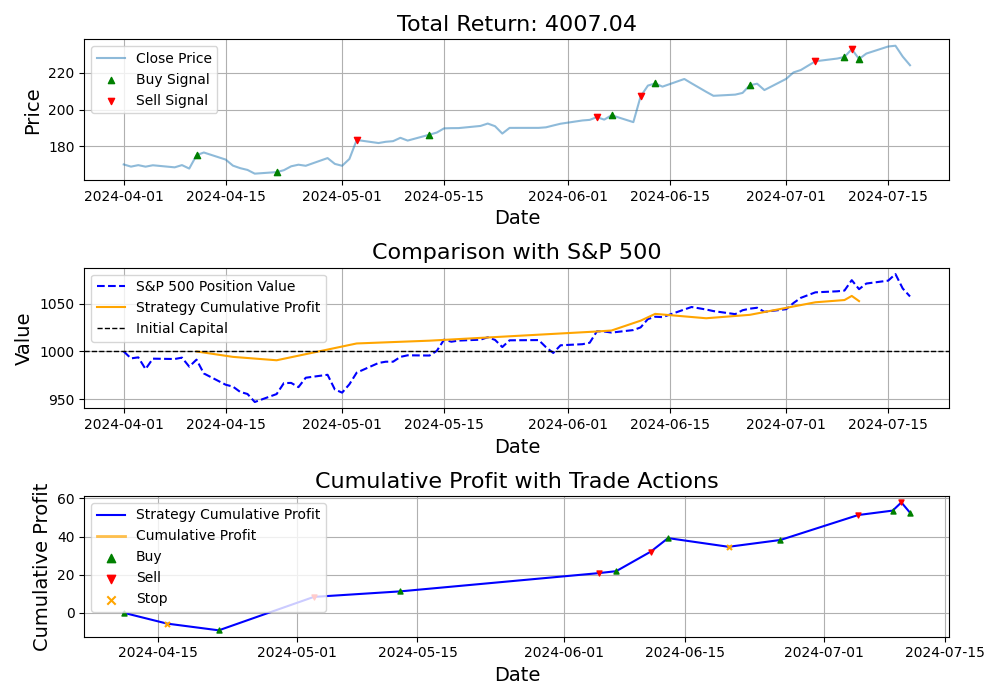 Total Return: 4007.04
Price
220
200
180
Close Price
Buy Signal
Sell Signal
2024-04-01 2024-04-15 2024-05-01 2024-05-15 2024-06-01 2024-06-15 2024-07-01 2024-07-15
Date
Comparison with S&P 500
Value
1050
1000
950
S&P 500 Position Value
Strategy Cumulative Profit
Initial Capital
2024-04-01 2024-04-15 2024-05-01 2024-05-15 2024-06-01 2024-06-15 2024-07-01 2024-07-15
Date
Cumulative Profit with Trade Actions
Cumulative Profit
60
40
20
0
Strategy Cumulative Profit
Cumulative Profit
Buy
Sell
Stop
2024-04-15 2024-05-01 2024-05-15 2024-06-01 2024-06-15 2024-07-01 2024-07-15
Date